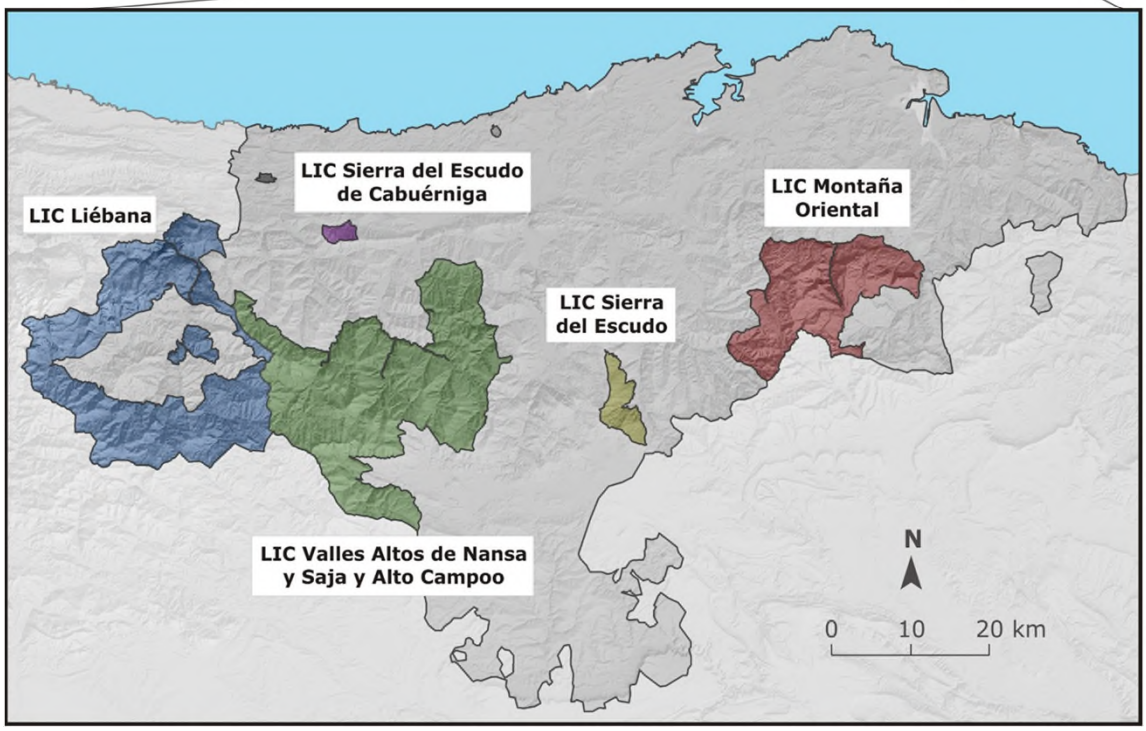 LIC Sierra del Escudo
de Cabuérniga
LIC Liébana
LIC Montaña
Oriental
LIC Sierra
del Escudo
LIC Valles Altos de Nansa
y Saja y Alto Campoo
N
0 10 20 km